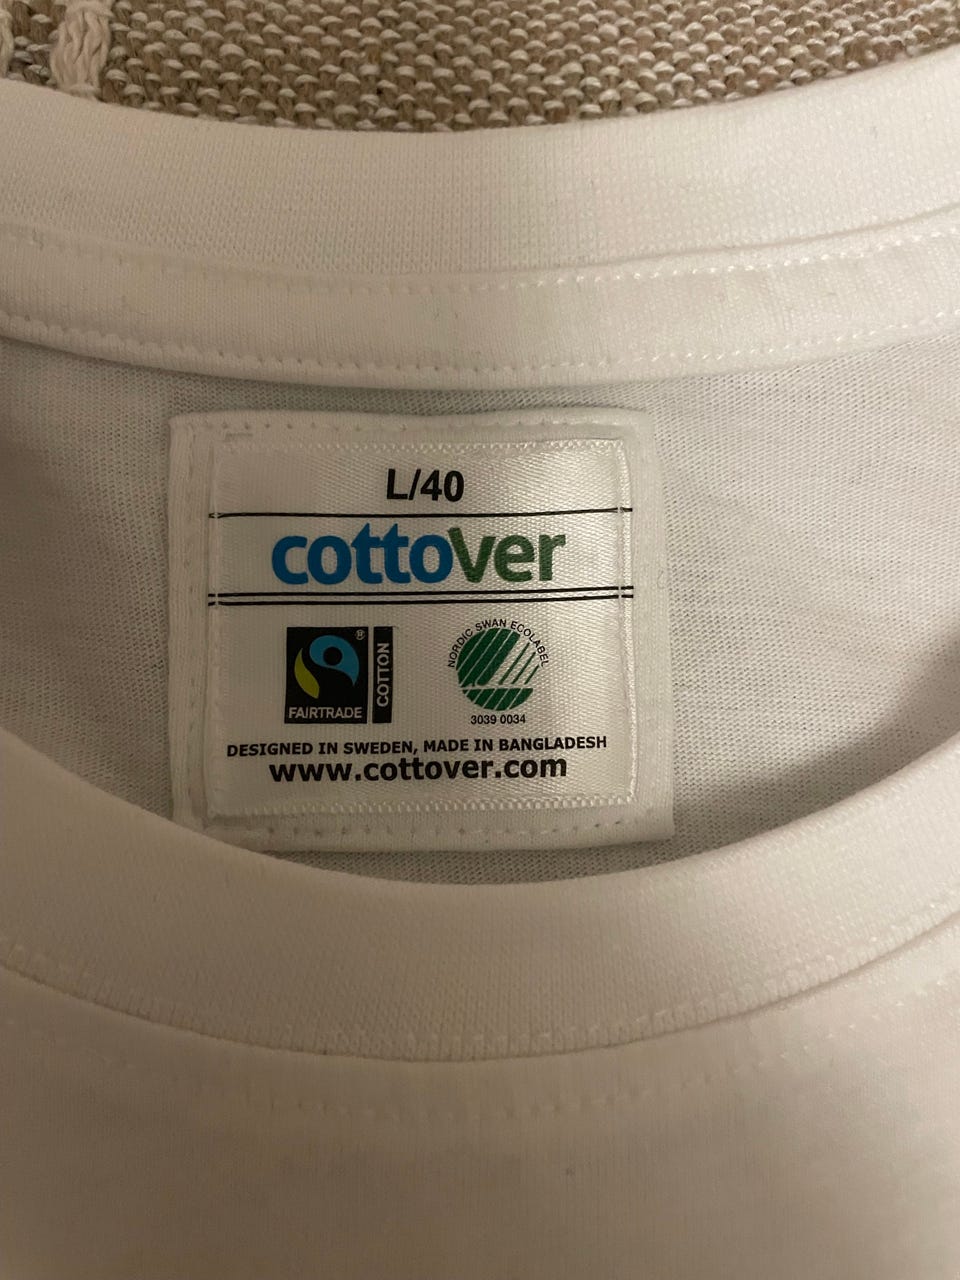 L/40
cottoVer
FAIRTRADE
®
COTTON
NORDIC SWAN ECOLABEL
3039 0034
DESIGNED IN SWEDEN, MADE IN BANGLADESH
www.cottover.com